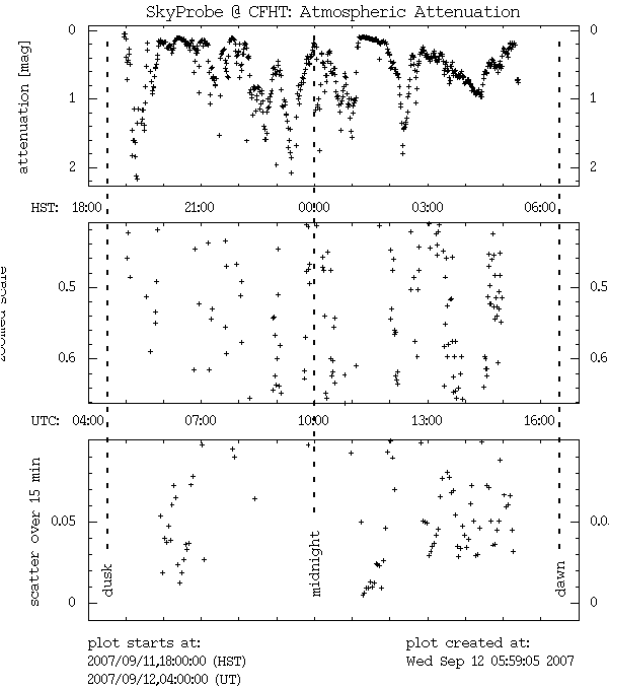 SkyProbe @ CFHT: Atmospheric Attenuation
attenuation [mag]
0
1
2
0
1
2
HST: 18:00 21:00 00:00 03:00 06:00
zoomed scale
0.5
0.6
0.5
0.6
UTC: 04:00 07:00 10:00 13:00 16:00
scatter over 15 min
0.05
0
0.0
0
dusk
midnight
dawn
plot starts at:
2007/09/11,18:00:00 (HST)
2007/09/12,04:00:00 (UT)
plot created at:
Wed Sep 12 05:59:05 2007